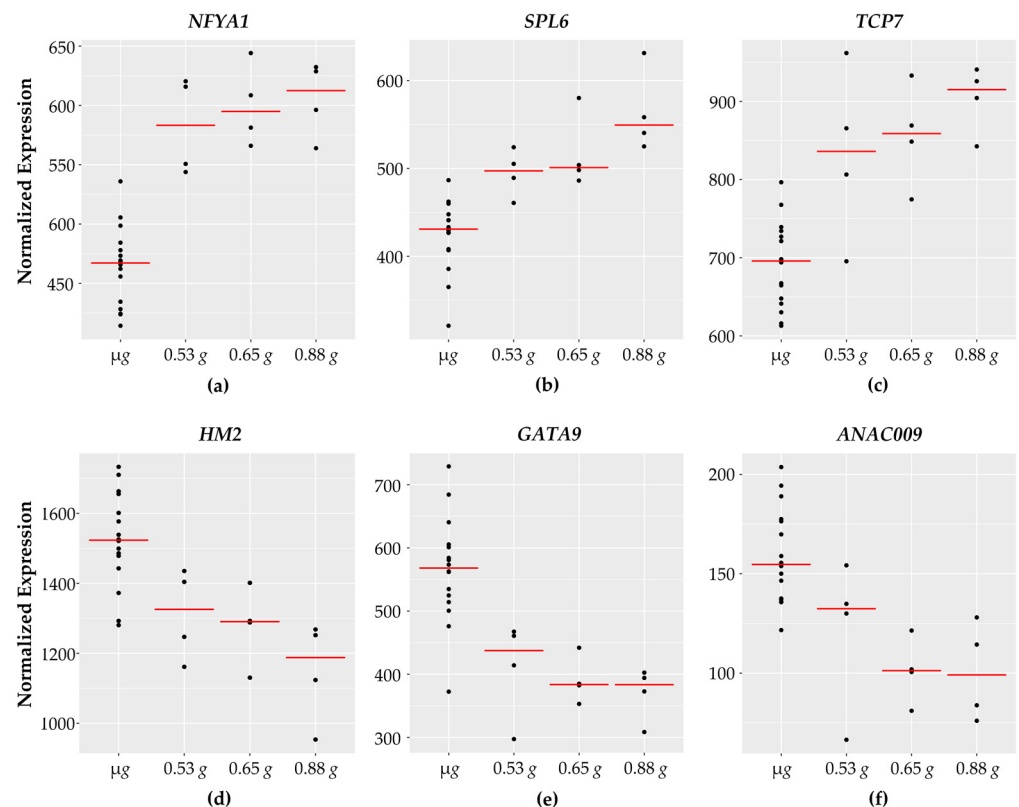 NFYA1
SPL6
TCP7
Normalized Expression
650
600
550
600
450
600
500
400
900
800
700
600
μg 0.53 g 0.65 g 0.88 g
μg 0.53 g 0.65 g 0.88 g
μg 0.53 g 0.65 g 0.88 g
(a)
(b)
(c)
HM2
GATA9
ANAC009
Normalized Expression
1600
1400
1200
1000
700
600
500
400
300
200
150
100
μg 0.53 g 0.65 g 0.88 g
μg 0.53 g 0.65 g 0.88 g
μg 0.53 g 0.65 g 0.88 g
(d)
(e)
(f)